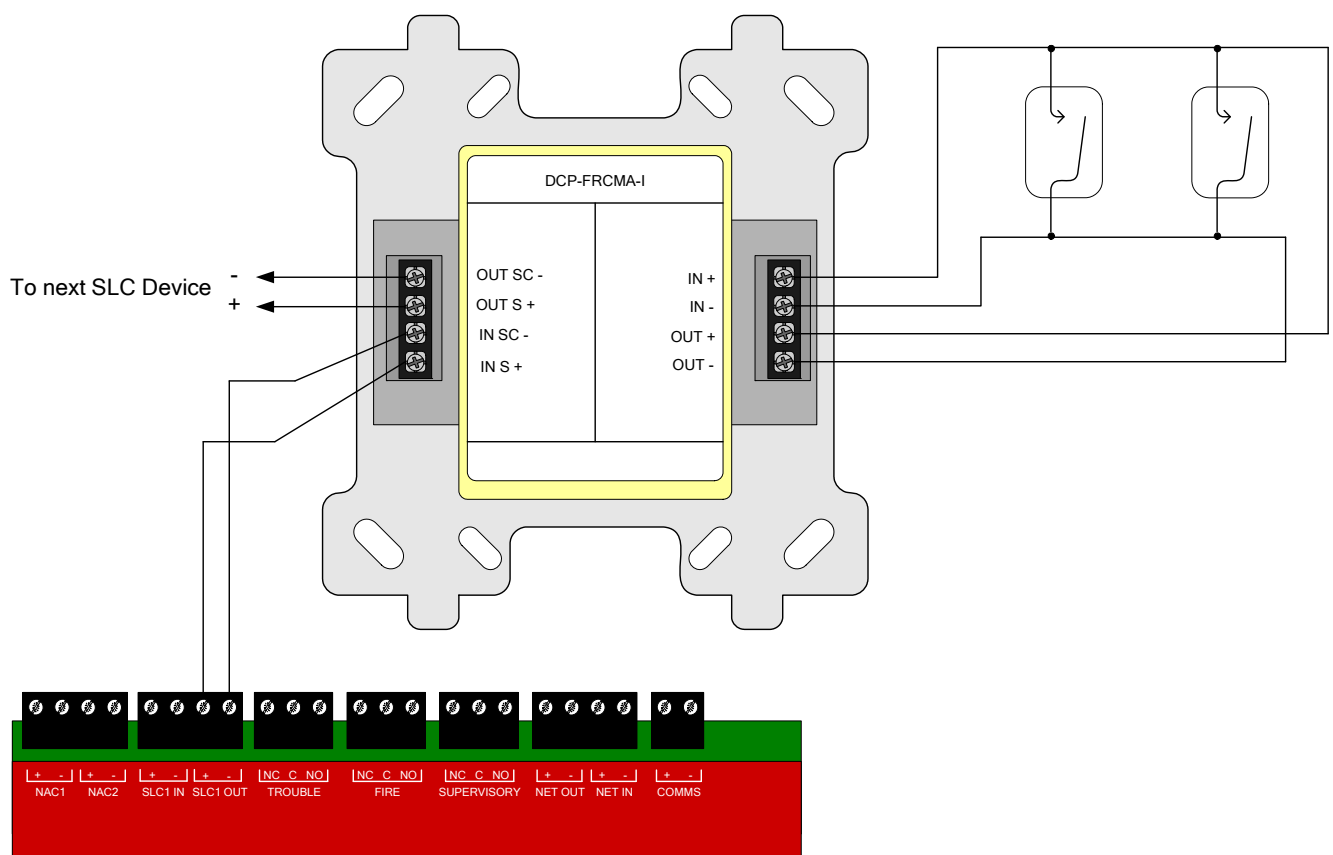 DCP-FRCMA-I
To next SLC Device
-
+
OUT SC -
OUT S +
IN SC -
IN S +
IN +
IN -
OUT +
OUT -
+ - + - + - + - NC C NO NC C NO NC C NO + - + - + -
NAC1 NAC2 SLC1 IN SLC1 OUT TROUBLE FIRE SUPERVISORY NET OUT NET IN COMMS